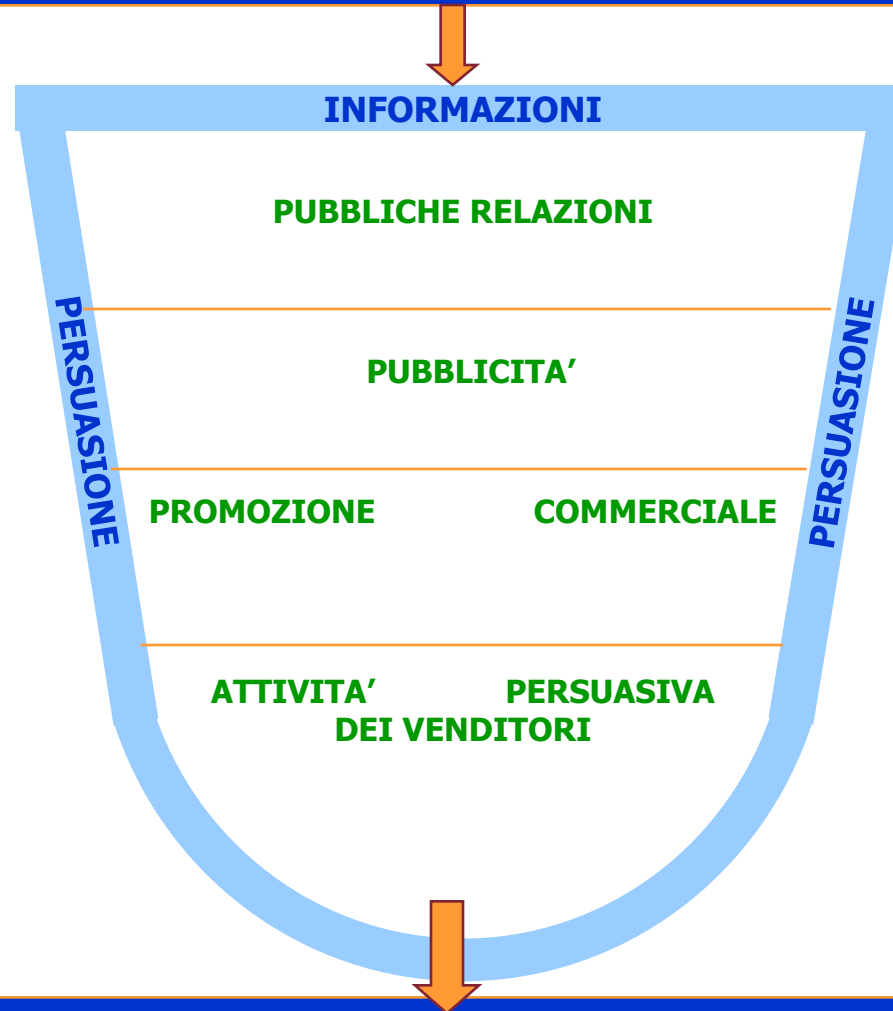 INFORMAZIONI
PUBBLICHE RELAZIONI
PERSUASIONE
PERSUASIONE
PUBBLICITA’
PROMOZIONE COMMERCIALE
ATTIVITA’ PERSUASIVA
DEI VENDITORI